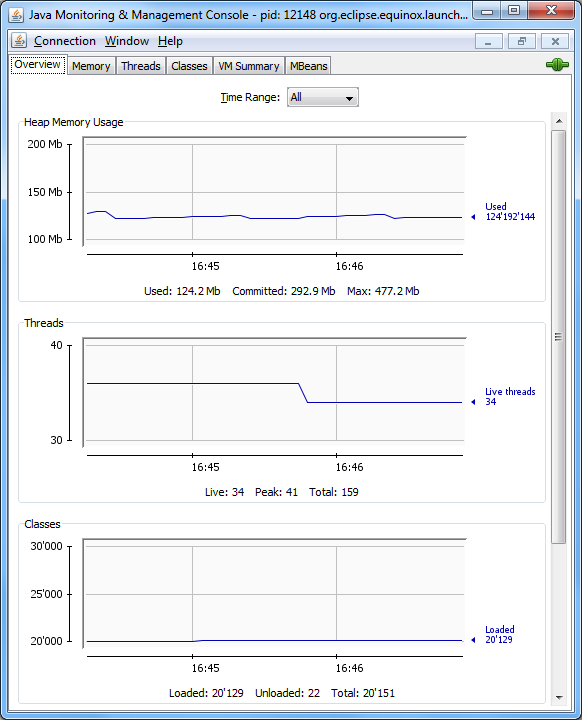 Java Monitoring & Management Console - pid: 12148 org.eclipse.equinox.launch...
Connection Window Help
Overview Memory Threads Classes VM Summary MBeans
Time Range: All
Heap Memory Usage
200 Mb
150 Mb
100 Mb
Used
124'192'144
16:45 16:46
Used: 124.2 Mb Committed: 292.9 Mb Max: 477.2 Mb
Threads
40
30
Live threads
34
16:45 16:46
Live: 34 Peak: 41 Total: 159
Classes
30'000
25'000
20'000
Loaded
20'129
16:45 16:46
Loaded: 20'129 Unloaded: 22 Total: 20'151